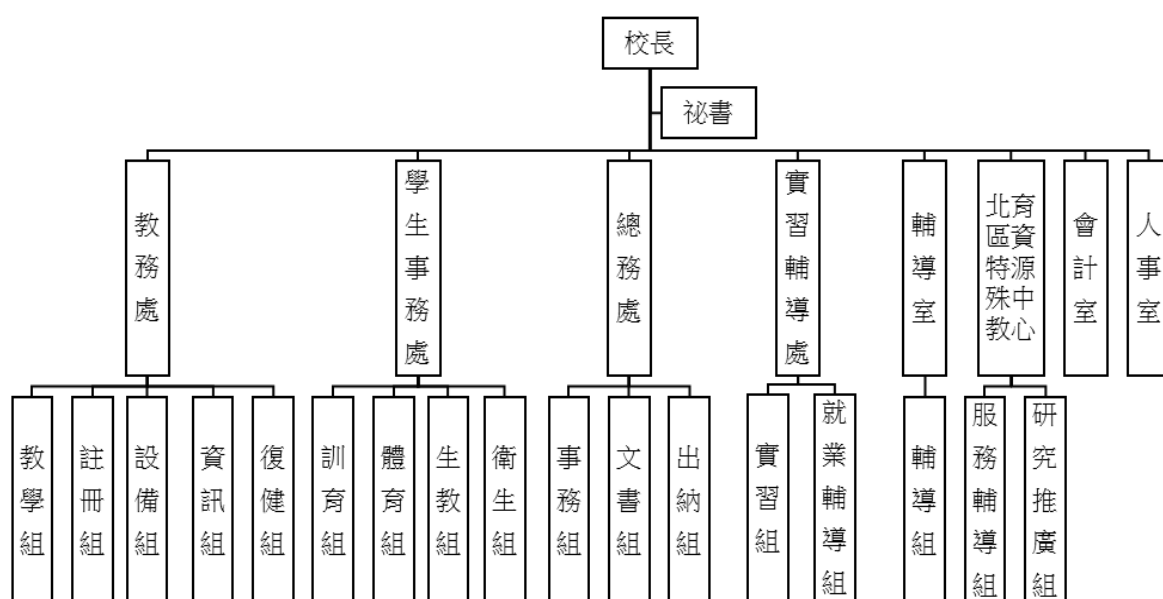 校長
祕書
教務處
學生事務處
總務處
實習輔導處
輔導室
北區特殊教
育資源中心
會計室
人事室
教學組
註冊組
設備組
資訊組
復健組
訓育組
體育組
生教組
衛生組
事務組
文書組
出納組
實習組
就業輔導組
輔導組
服務輔導組
研究推廣組